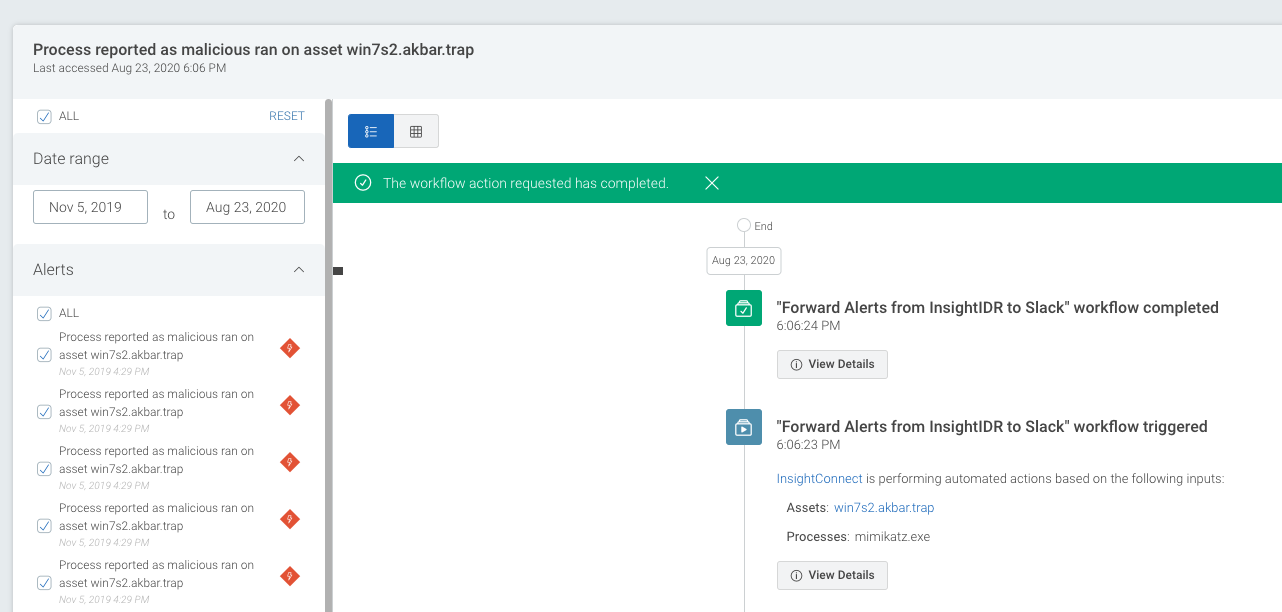 Process reported as malicious ran on asset win7s2.akbar.trap
Last accessed Aug 23, 2020 6:06 PM
ALL
RESET
Date range
Nov 5, 2019
to
Aug 23, 2020
Alerts
ALL
Process reported as malicious ran on
asset win7s2.akbar.trap
Nov 5, 2019 4:29 PM
Process reported as malicious ran on
asset win7s2.akbar.trap
Nov 5, 2019 4:29 PM
Process reported as malicious ran on
asset win7s2.akbar.trap
Nov 5, 2019 4:29 PM
Process reported as malicious ran on
asset win7s2.akbar.trap
Nov 5, 2019 4:29 PM
Process reported as malicious ran on
asset win7s2.akbar.trap
Nov 5, 2019 4:29 PM
The workflow action requested has completed.
End
Aug 23, 2020
"Forward Alerts from InsightIDR to Slack" workflow completed
6:06:24 PM
View Details
"Forward Alerts from InsightIDR to Slack" workflow triggered
6:06:23 PM
InsightConnect is performing automated actions based on the following inputs:
Assets: win7s2.akbar.trap
Processes: mimikatz.exe
View Details